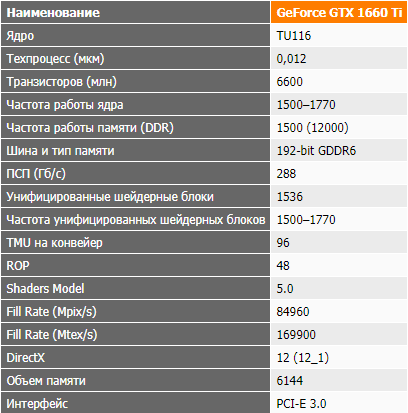 Наименование GeForce GTX 1660 Ti
Ядро TU116
Техпроцесс (мкм) 0,012
Транзисторов (млн) 6600
Частота работы ядра 1500–1770
Частота работы памяти (DDR) 1500 (12000)
Шина и тип памяти 192-bit GDDR6
ПСП (Гб/с) 288
Унифицированные шейдерные блоки 1536
Частота унифицированных шейдерных блоков 1500–1770
TMU на конвейер 96
ROP 48
Shaders Model 5.0
Fill Rate (Mpix/s) 84960
Fill Rate (Mtex/s) 169900
DirectX 12 (12_1)
Объем памяти 6144
Интерфейс PCI-E 3.0